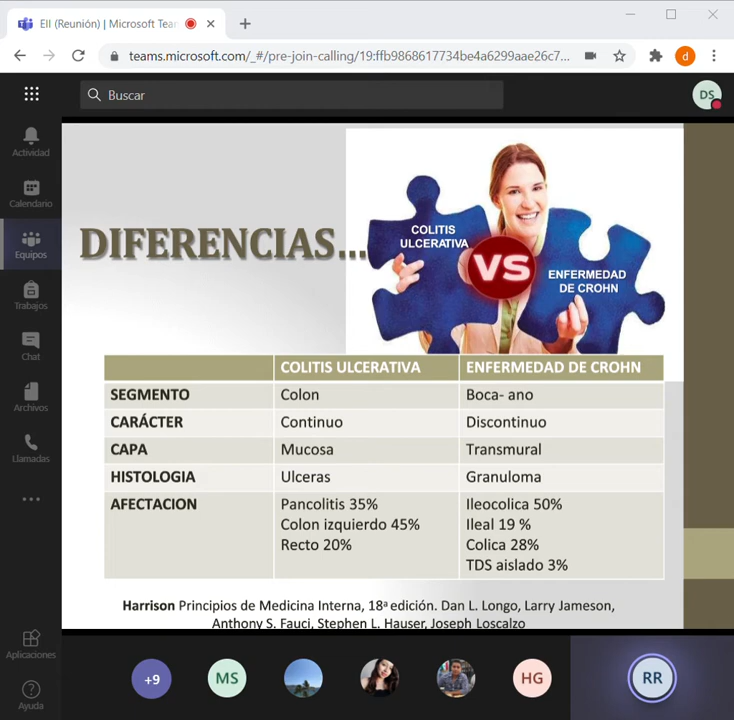 EII (Reunión) | Microsoft Tear
teams.microsoft.com/_#/pre-join-calling/19:ffb9868617734be4a6299aae26c7...
d
Buscar
DS
Actividad
Calendario
Equipos
Trabajos
Chat
Archivos
Llamadas
Aplicaciones
Ayuda
DIFERENCIAS...
COLITIS
ULCERATIVA
VS
ENFERMEDAD
DE CROHN
COLITIS ULCERATIVA ENFERMEDAD DE CROHN
SEGMENTO Colon Boca- ano
CARÁCTER Continuo Discontinuo
CAPA Mucosa Transmural
HISTOLOGIA Ulceras Granuloma
AFECTACION Pancolitis 35% Ileocolica 50%
Colon izquierdo 45% Ileal 19 %
Recto 20% Colica 28%
TDS aislado 3%
Harrison Principios de Medicina Interna, 18ª edición. Dan L. Longo, Larry Jameson,
Anthony S. Fauci, Stephen L. Hauser, Joseph Loscalzo
+9
MS
HG
RR